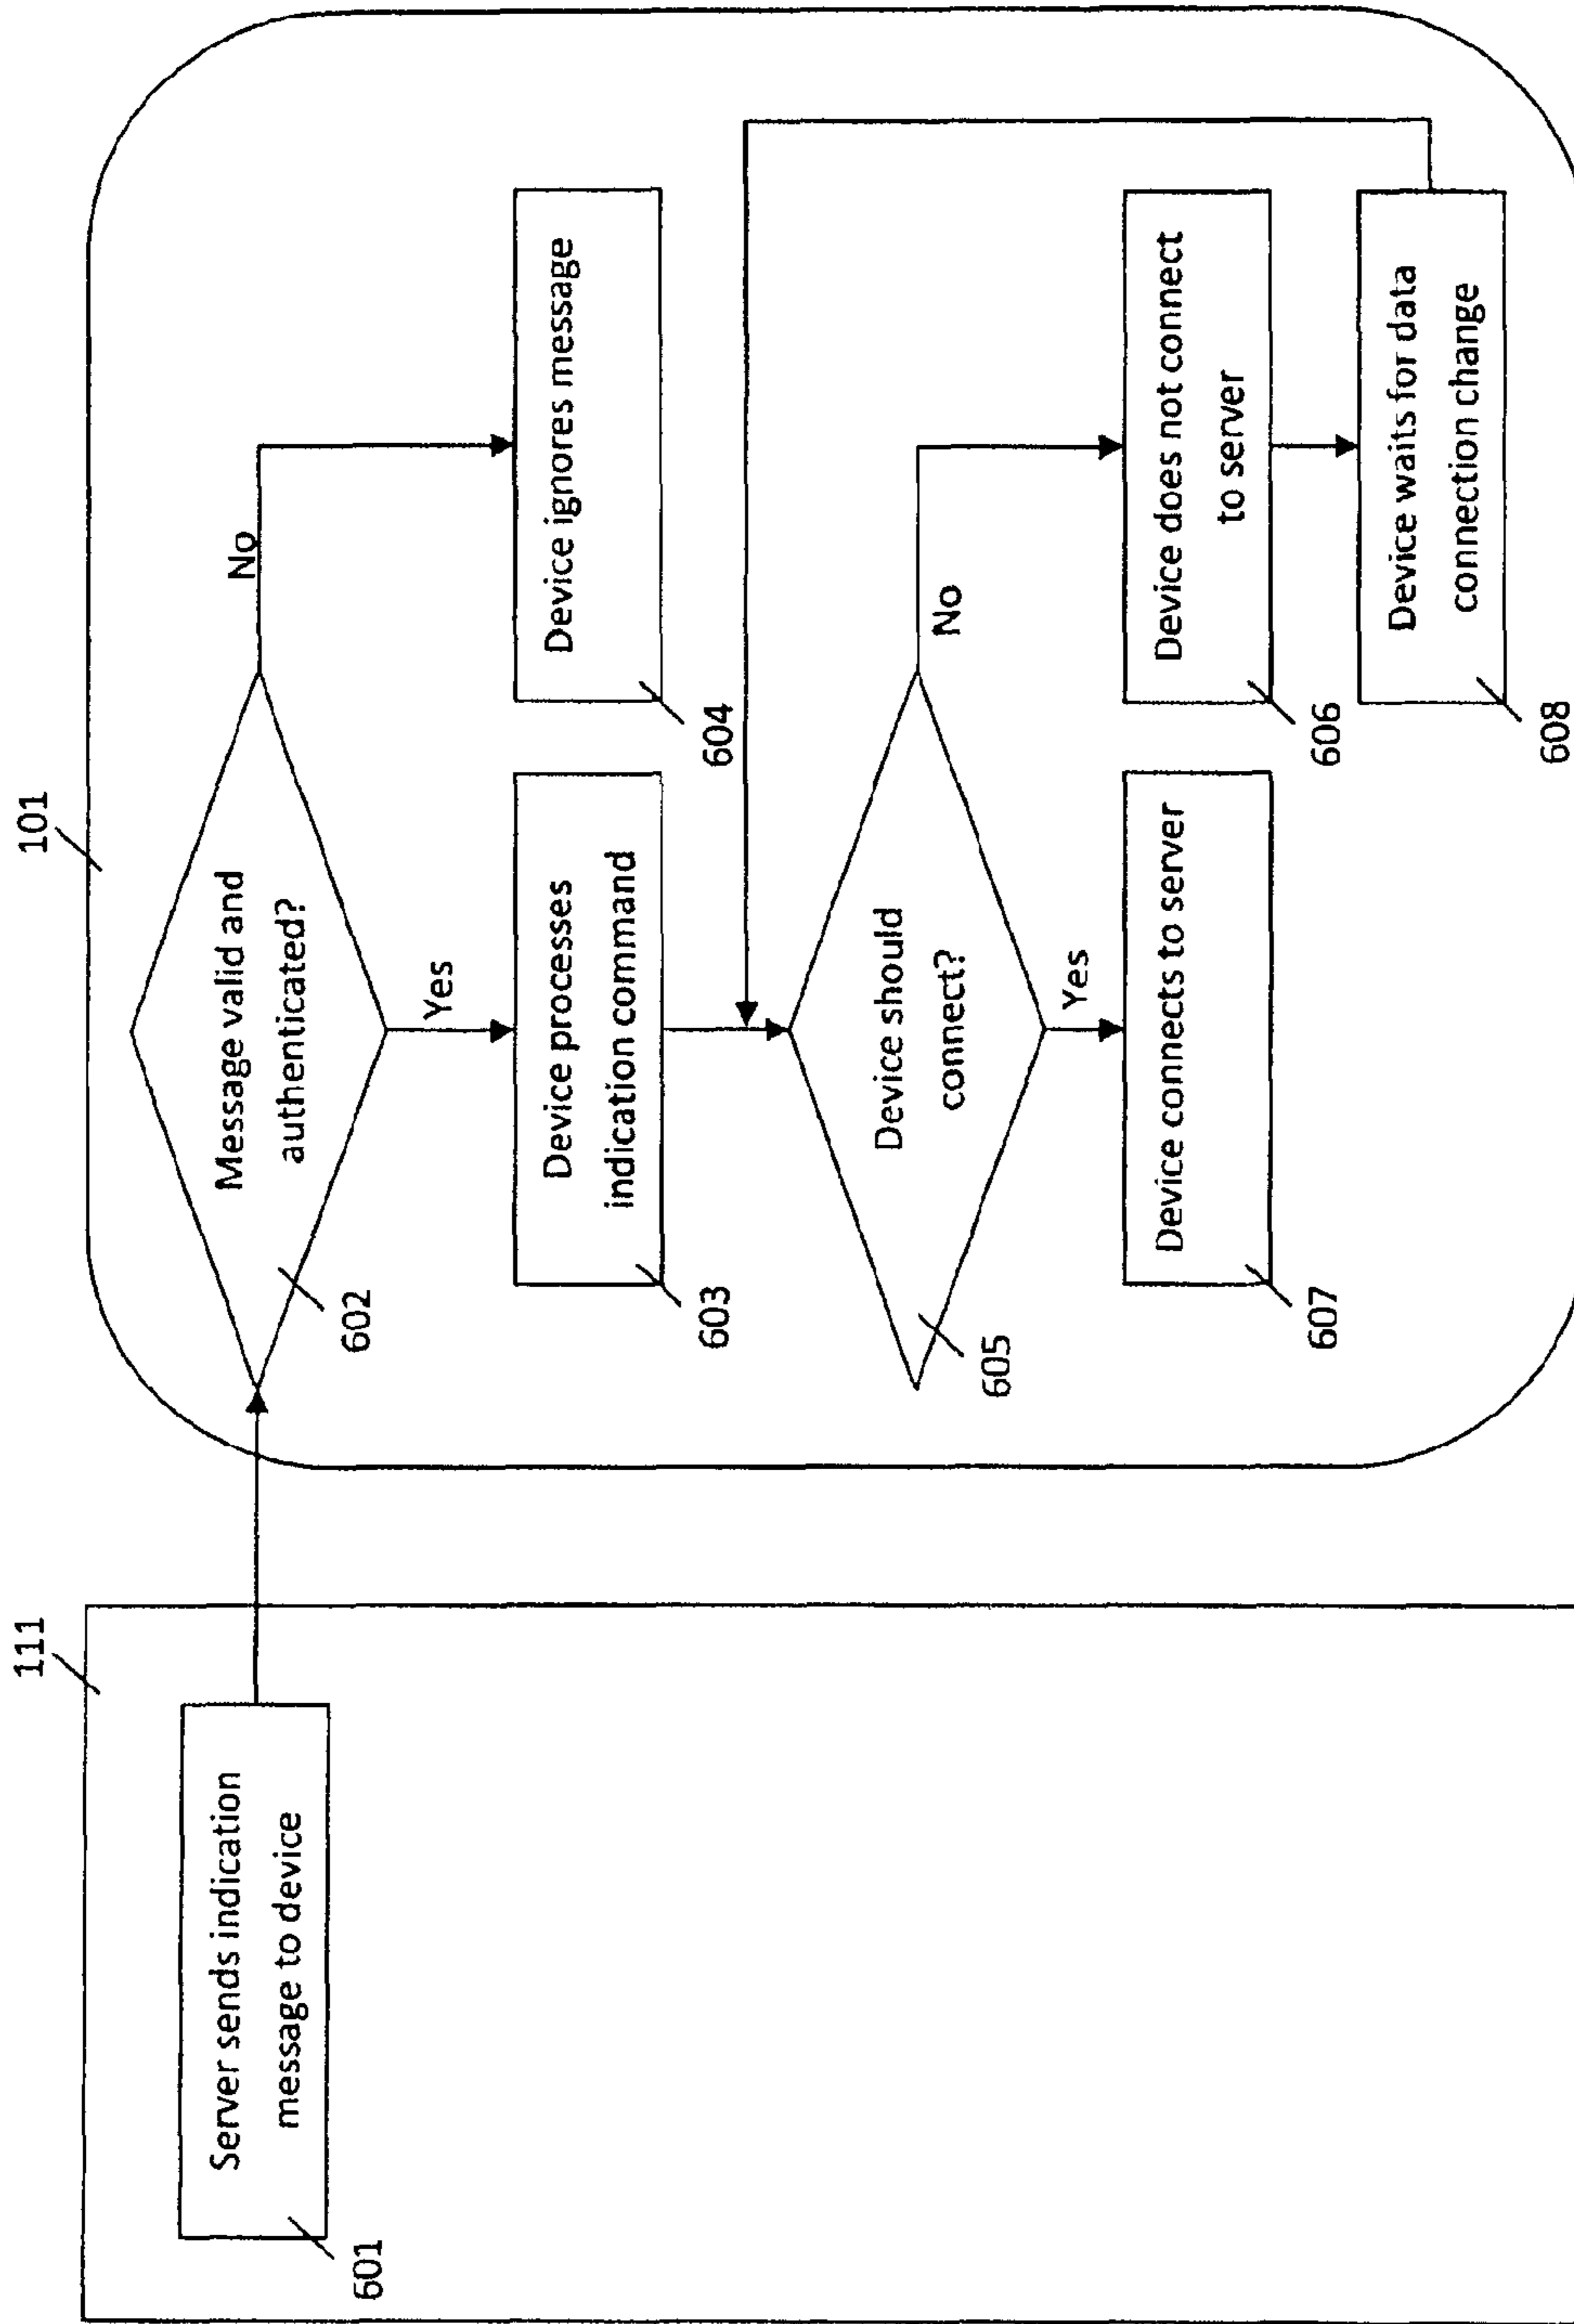 111
Server sends indication
message to device
601
101
Message valid and
authenticated?
602
No
Yes
Device processes
indication command
603
Device ignores message
604
Device should
connect?
605
No
Yes
Device connects to server
607
Device does not connect
to server
606
Device waits for data
connection change
608